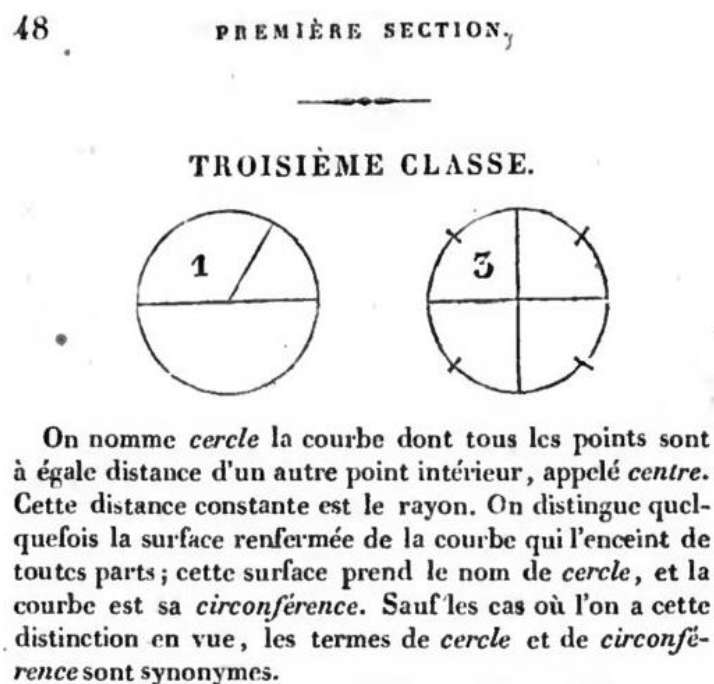 48 PREMIÈRE SECTION.
TROISIÈME CLASSE.
1 3
On nomme cercle la courbe dont tous les points sont
à égale distance d'un autre point intérieur, appelé centre.
Cette distance constante est le rayon. On distingue quel-
quefois la surface renfermée de la courbe qui l'enceint de
toutes parts; cette surface prend le nom de cercle, et la
courbe est sa circonférence. Sauf les cas où l'on a cette
distinction en vue, les termes de cercle et de circonfé-
rence sont synonymes.